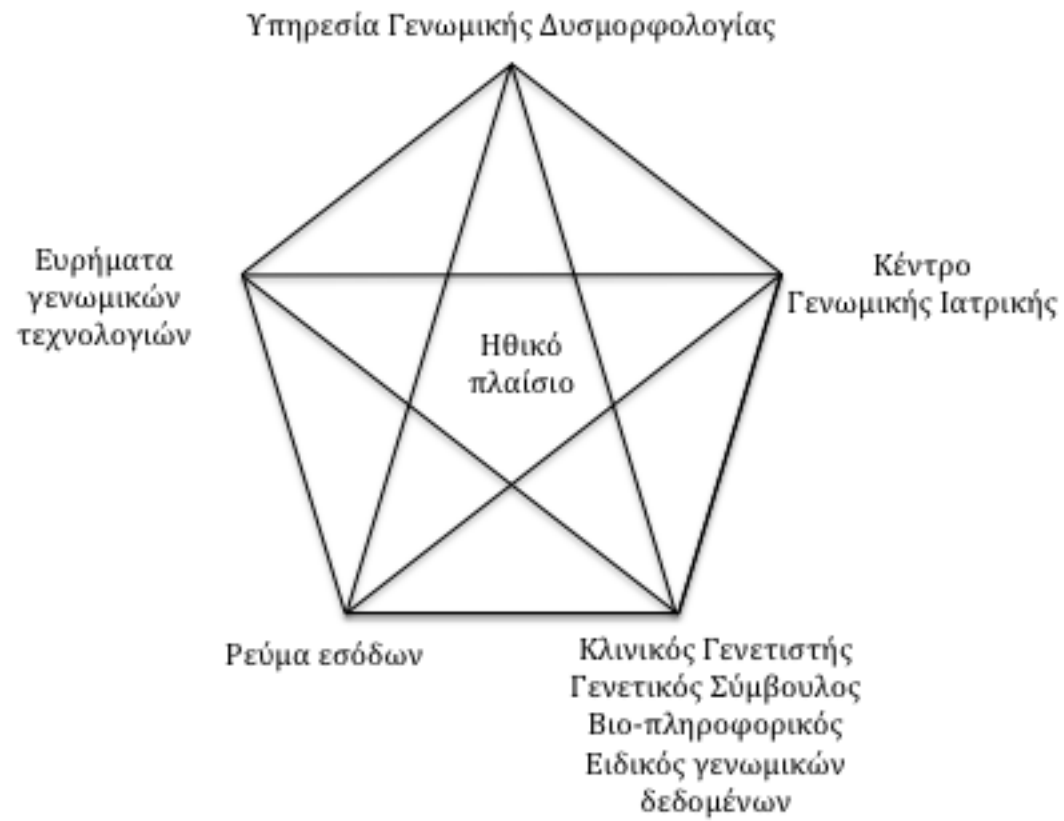 Υπηρεσία Γενωμικής Δυσμορφολογίας
Ευρήματα
γενωμικών
τεχνολογιών
Κέντρο
Γενωμικής Ιατρικής
Ηθικό
πλαίσιο
Ρεύμα εσόδων
Κλινικός Γενετιστής
Γενετικός Σύμβουλος
Βιο-πληροφορικός
Ειδικός γενωμικών
δεδομένων